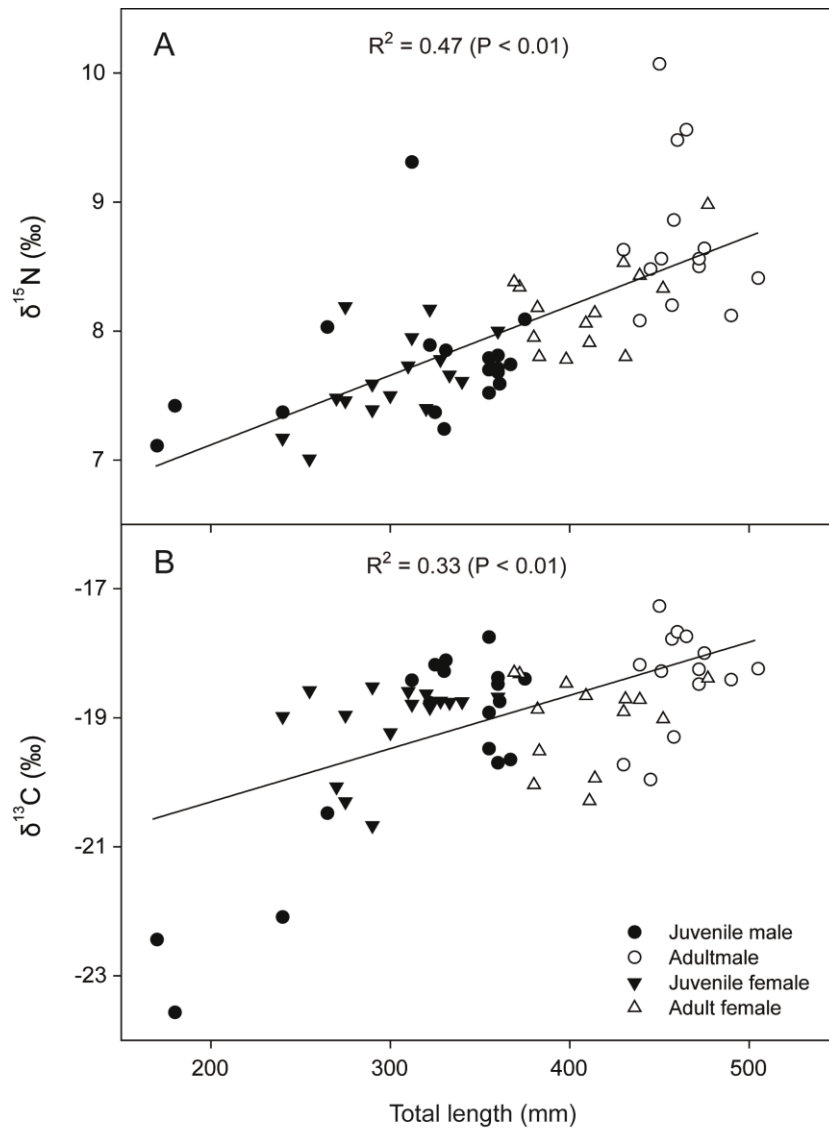 A
R² = 0.47 (P < 0.01)
10
9
8
7
δ¹⁵N (‰)
B
R² = 0.33 (P < 0.01)
-17
-19
-21
-23
δ¹³C (‰)
Juvenile male
Adultmale
Juvenile female
Adult female
200 300 400 500
Total length (mm)